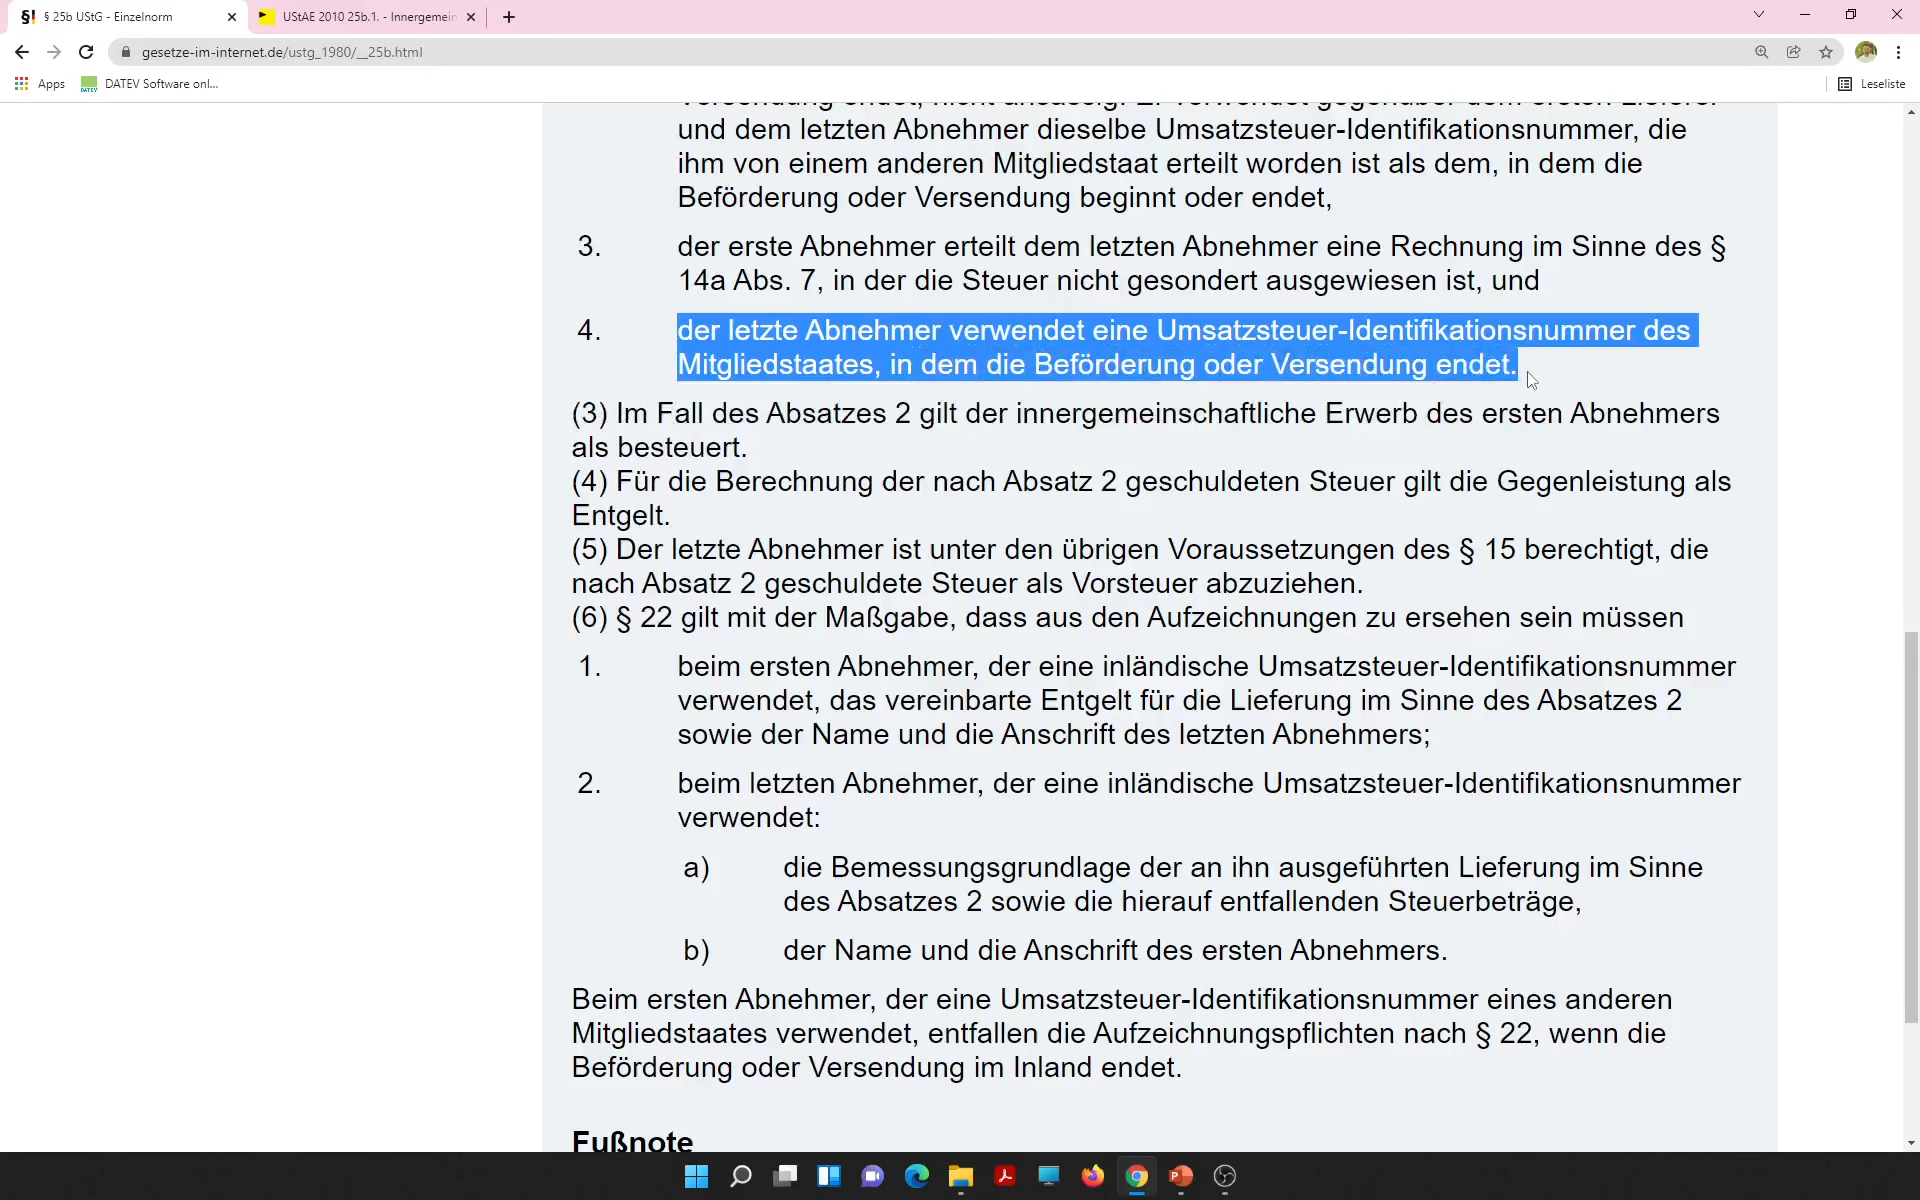 § 25b UStG - Einzelnorm
UStAE 2010 25b.1. - Innergemein
gesetze-im-internet.de/ustg_1980/__25b.html
Apps
DATEV Software onl...
Leseliste
Versendung endet, nicht ansässig. Er verwendet gegenüber dem ersten Lieferer
und dem letzten Abnehmer dieselbe Umsatzsteuer-Identifikationsnummer, die
ihm von einem anderen Mitgliedstaat erteilt worden ist als dem, in dem die
Beförderung oder Versendung beginnt oder endet,
3. der erste Abnehmer erteilt dem letzten Abnehmer eine Rechnung im Sinne des §
14a Abs. 7, in der die Steuer nicht gesondert ausgewiesen ist, und
4. der letzte Abnehmer verwendet eine Umsatzsteuer-Identifikationsnummer des
Mitgliedstaates, in dem die Beförderung oder Versendung endet.
(3) Im Fall des Absatzes 2 gilt der innergemeinschaftliche Erwerb des ersten Abnehmers
als besteuert.
(4) Für die Berechnung der nach Absatz 2 geschuldeten Steuer gilt die Gegenleistung als
Entgelt.
(5) Der letzte Abnehmer ist unter den übrigen Voraussetzungen des § 15 berechtigt, die
nach Absatz 2 geschuldete Steuer als Vorsteuer abzuziehen.
(6) § 22 gilt mit der Maßgabe, dass aus den Aufzeichnungen zu ersehen sein müssen
1. beim ersten Abnehmer, der eine inländische Umsatzsteuer-Identifikationsnummer
verwendet, das vereinbarte Entgelt für die Lieferung im Sinne des Absatzes 2
sowie der Name und die Anschrift des letzten Abnehmers;
2. beim letzten Abnehmer, der eine inländische Umsatzsteuer-Identifikationsnummer
verwendet:
a) die Bemessungsgrundlage der an ihn ausgeführten Lieferung im Sinne
des Absatzes 2 sowie die hierauf entfallenden Steuerbeträge,
b) der Name und die Anschrift des ersten Abnehmers.
Beim ersten Abnehmer, der eine Umsatzsteuer-Identifikationsnummer eines anderen
Mitgliedstaates verwendet, entfallen die Aufzeichnungspflichten nach § 22, wenn die
Beförderung oder Versendung im Inland endet.
Fußnote